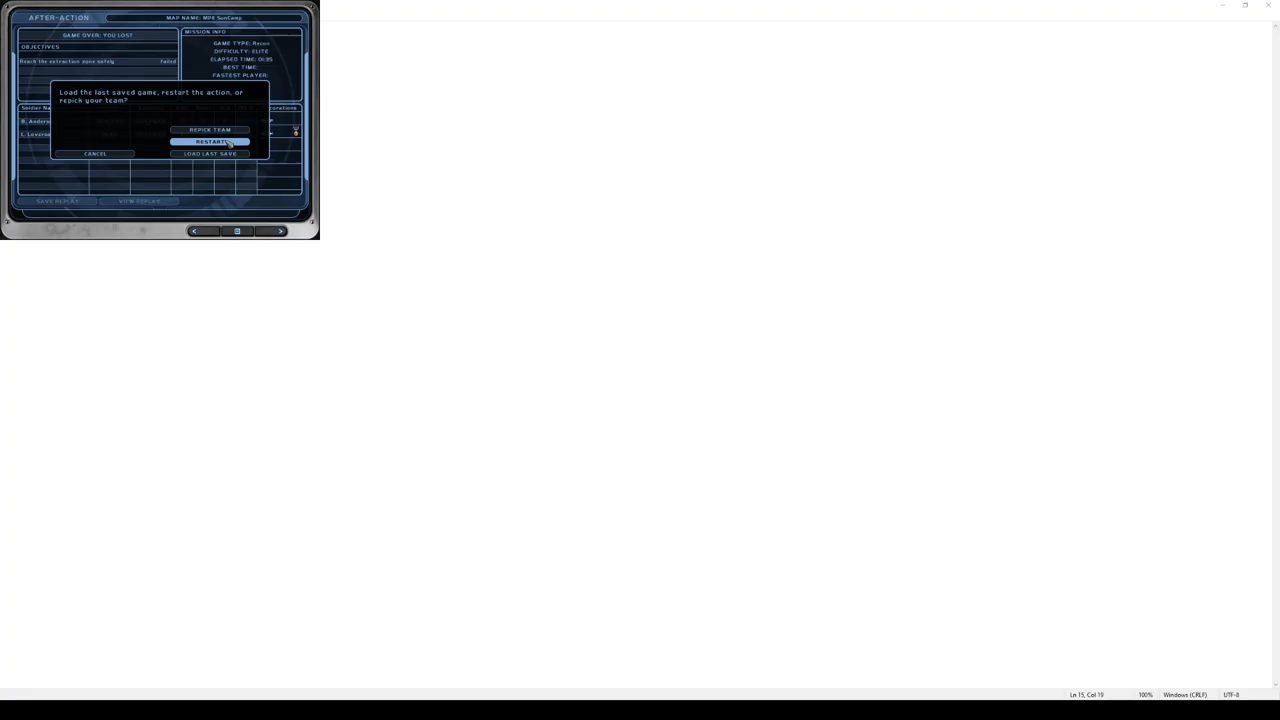 AFTER-ACTION
MAP NAME: MP6 SunCamp
GAME OVER; YOU LOST
MISSION INFO
OBJECTIVES
GAME TYPE: Recon
DIFFICULTY: ELITE
Reach the extraction zone safely Failed
ELAPSED TIME: 01:35
BEST TIME:
FASTEST PLAYER:
Load the last saved game, restart the action, or
repick your team?
Soldier
REPICK TEAM
RESTART
CANCEL
LOAD LAST SAVE
SAVE REPLAY
VIEW REPLAY
<
>
Ln 15, Col 19
100%
Windows (CRLF)
UTF-8